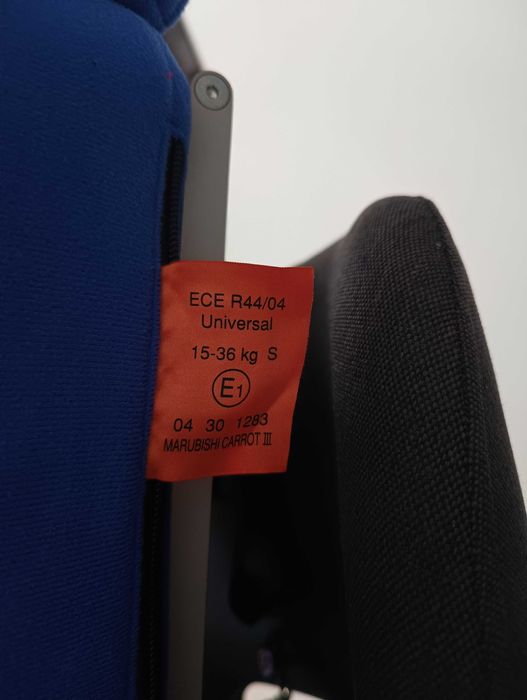 ECE R44/04
Universal
15-36 kg S
E1
04 30 1283
MARUBISHI CARROT III